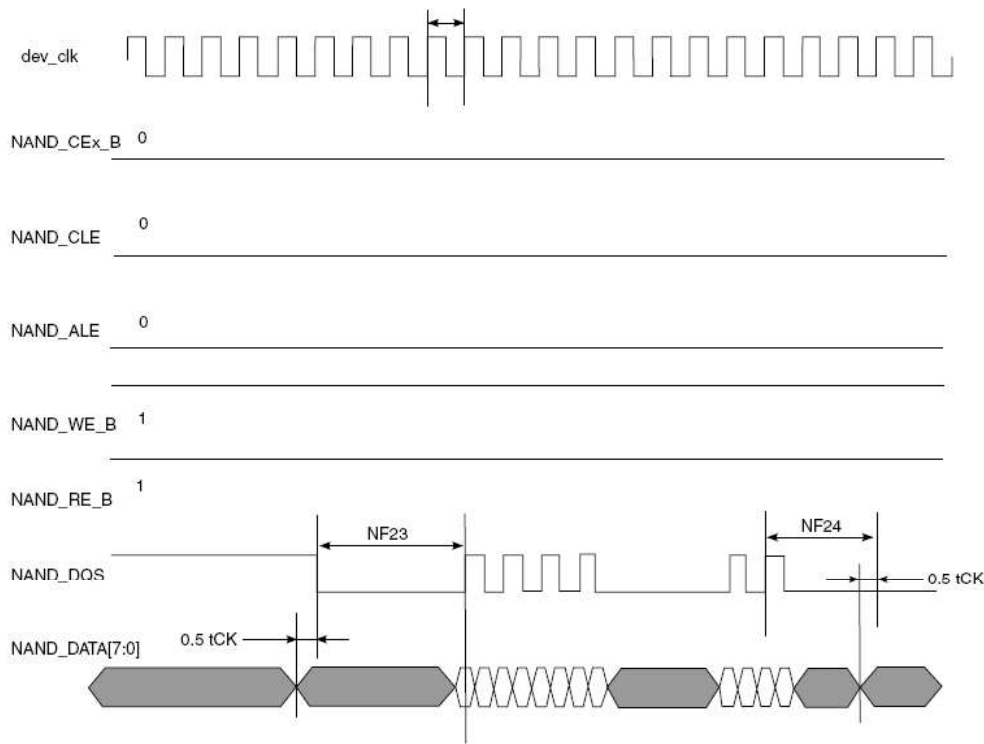 dev_clk
NAND_CEx_B 0
NAND_CLE 0
NAND_ALE 0
NAND_WE_B 1
NAND_RE_B 1
NF23
NF24
NAND_DQS
0.5 tCK
NAND_DATA[7:0]
0.5 tCK